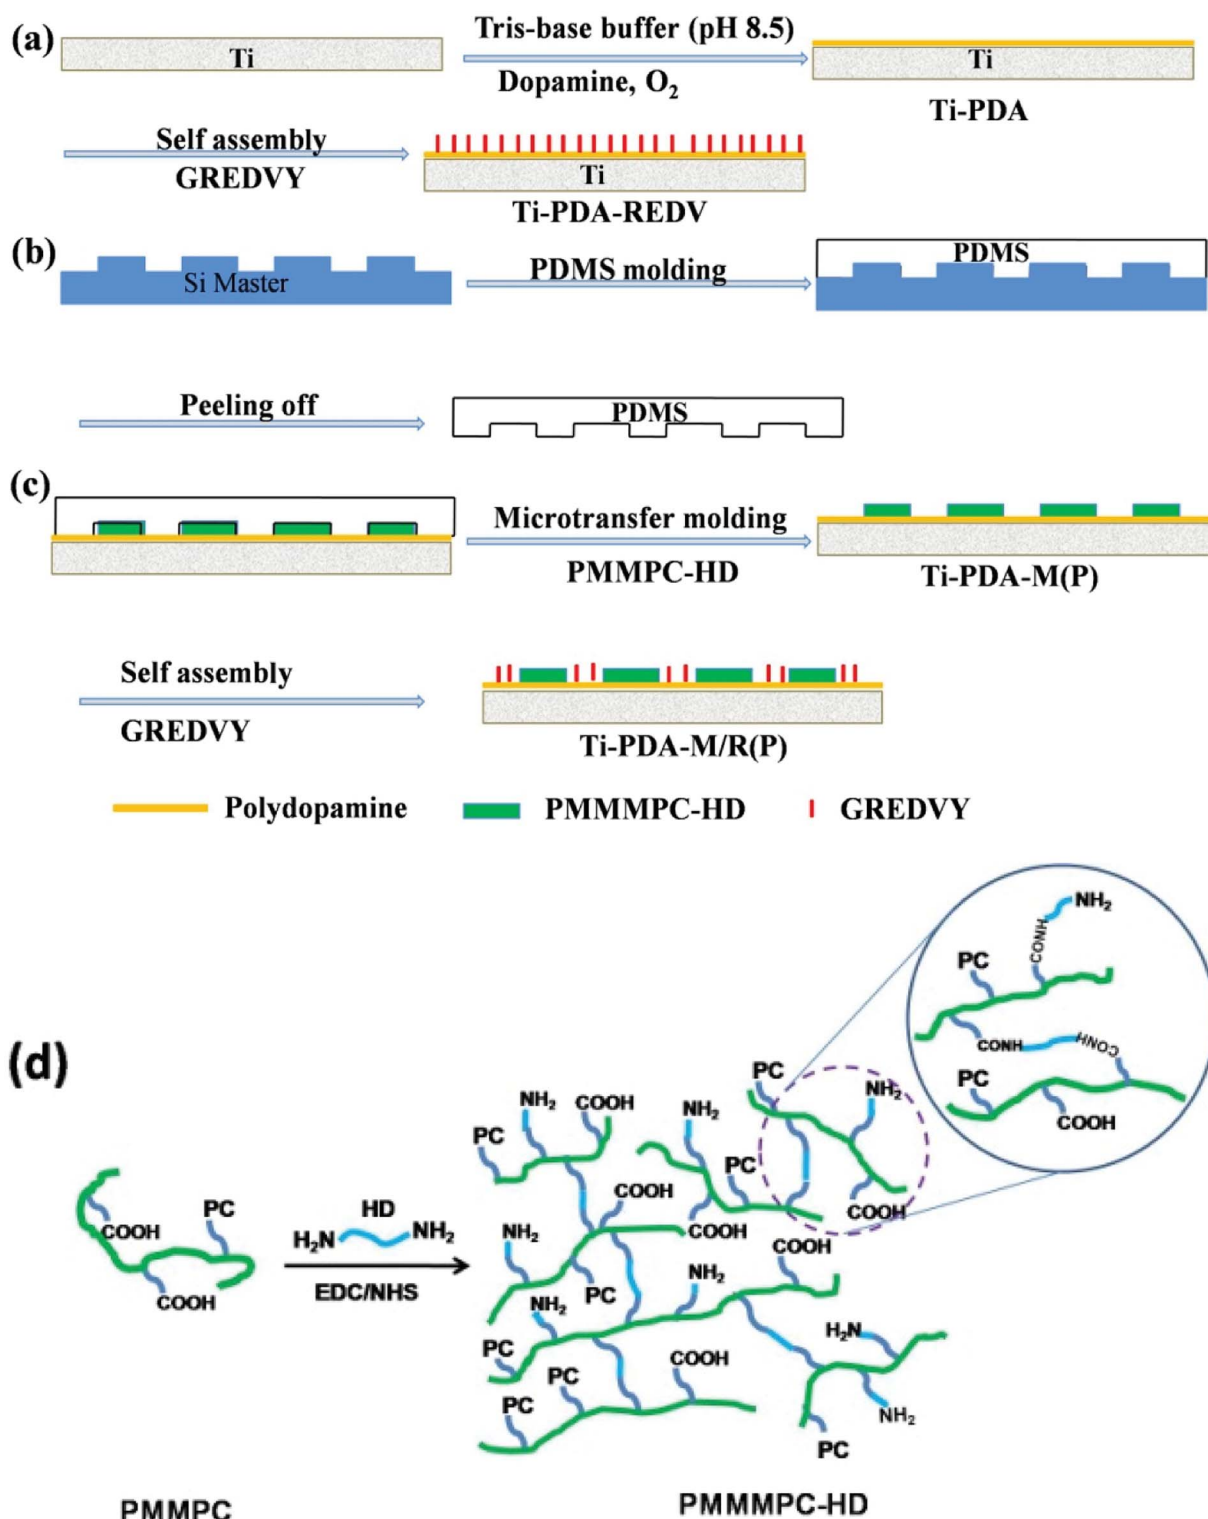 (a)
Ti
Tris-base buffer (pH 8.5)
Dopamine, O₂
Ti
Ti-PDA
Self assembly
GREDVY
Ti
Ti-PDA-REDV
(b)
Si Master
PDMS molding
PDMS
Peeling off
PDMS
(c)
Microtransfer molding
PMMPC-HD
Ti-PDA-M(P)
Self assembly
GREDVY
Ti-PDA-M/R(P)
Polydopamine
PMMMPC-HD
GREDVY
(d)
COOH
PC
COOH
PMMPC
HD
H₂N
NH₂
EDC/NHS
PC
NH₂
COOH
NH₂
PC
PC
NH₂
COOH
COOH
COOH
NH₂
PC
NH₂
COOH
NH₂
PC
PC
PC
COOH
H₂N
NH₂
PC
PMMMPC-HD
NH₂
CONH
PC
CONH
CONH
PC
COOH